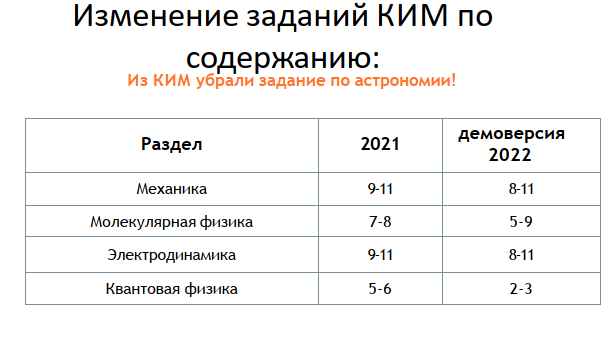 Изменение заданий КИМ по
содержанию:
Из КИМ убрали задание по астрономии!
Раздел 2021 демоверсия
2022
Механика 9-11 8-11
Молекулярная физика 7-8 5-9
Электродинамика 9-11 8-11
Квантовая физика 5-6 2-3